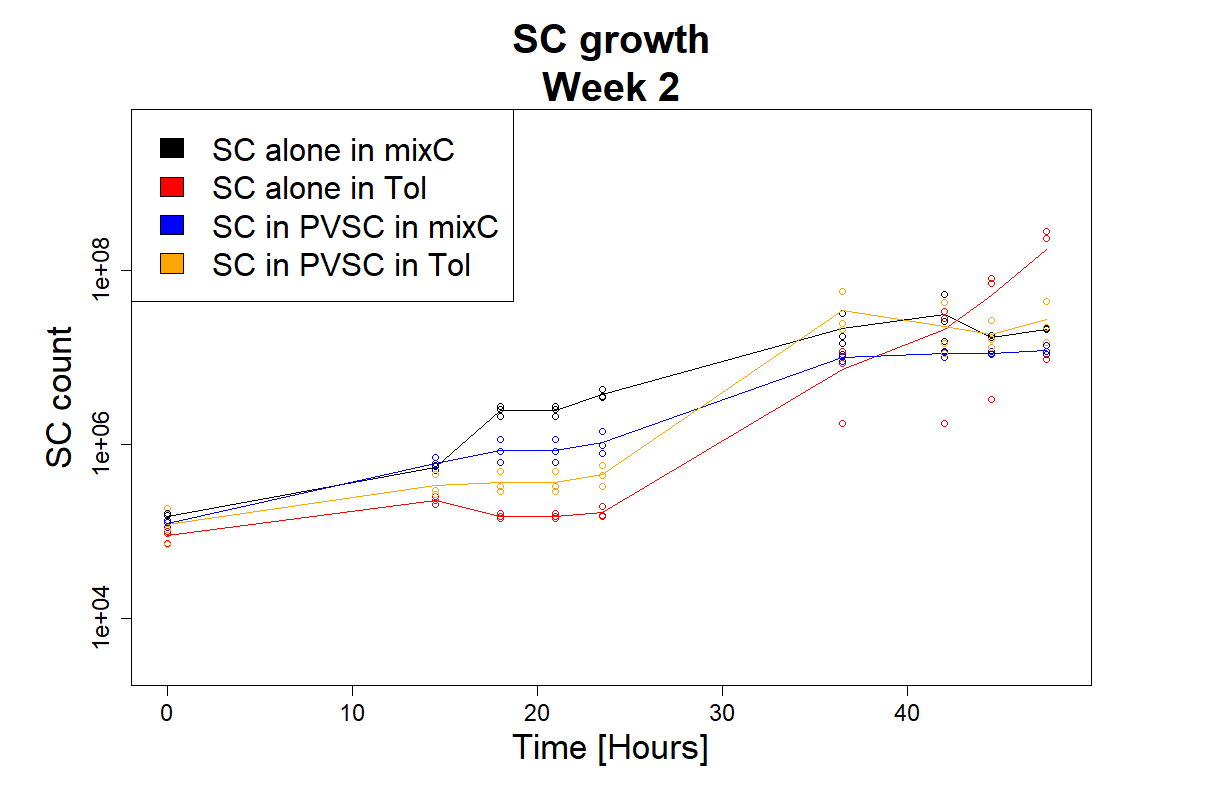 SC growth
Week 2
SC alone in mixC
SC alone in Tol
SC in PVSC in mixC
SC in PVSC in Tol
SC count
1e+08
1e+06
1e+04
0 10 20 30 40
Time [Hours]